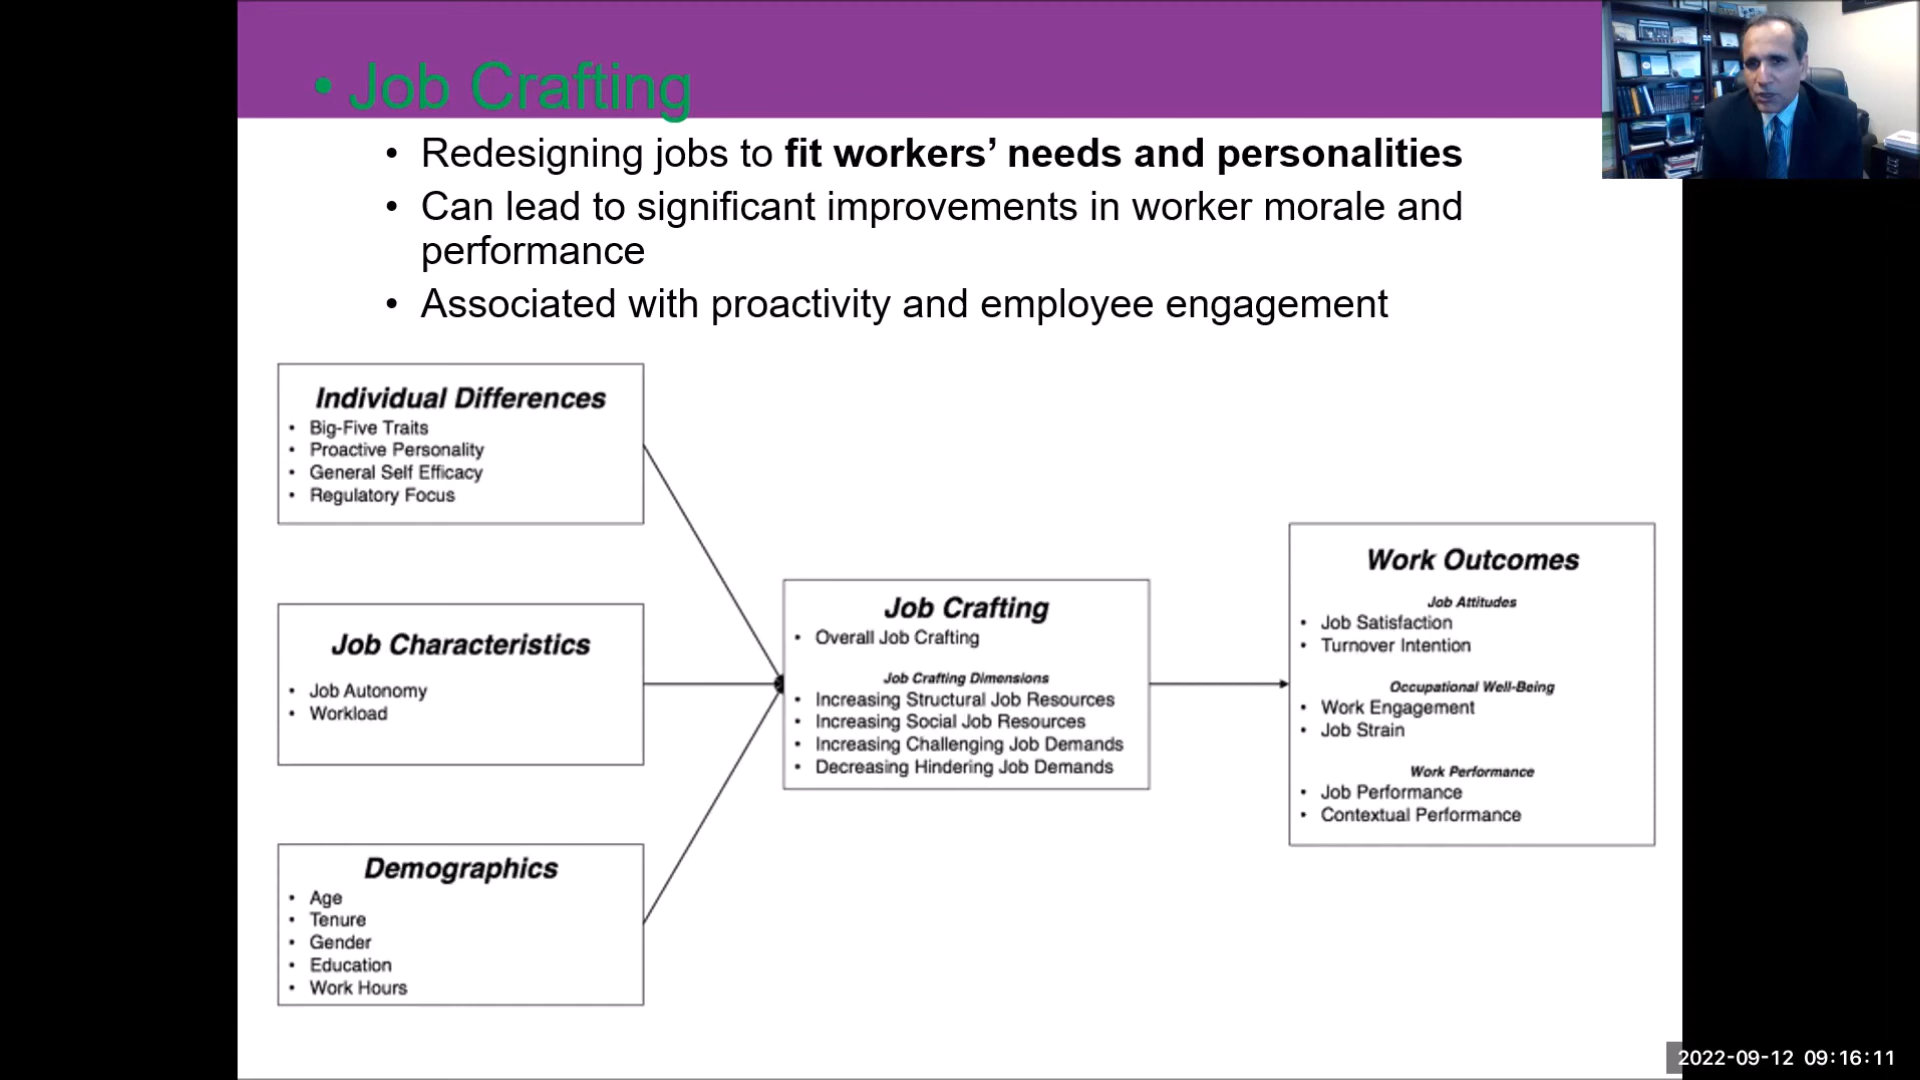 • Job Crafting
• Redesigning jobs to fit workers’ needs and personalities
• Can lead to significant improvements in worker morale and
performance
• Associated with proactivity and employee engagement
Individual Differences
• Big-Five Traits
• Proactive Personality
• General Self Efficacy
• Regulatory Focus
Job Characteristics
• Job Autonomy
• Workload
Demographics
• Age
• Tenure
• Gender
• Education
• Work Hours
Job Crafting
• Overall Job Crafting
Job Crafting Dimensions
• Increasing Structural Job Resources
• Increasing Social Job Resources
• Increasing Challenging Job Demands
• Decreasing Hindering Job Demands
Work Outcomes
Job Attitudes
• Job Satisfaction
• Turnover Intention
Occupational Well-Being
• Work Engagement
• Job Strain
Work Performance
• Job Performance
• Contextual Performance
2022-09-12 09:16:11